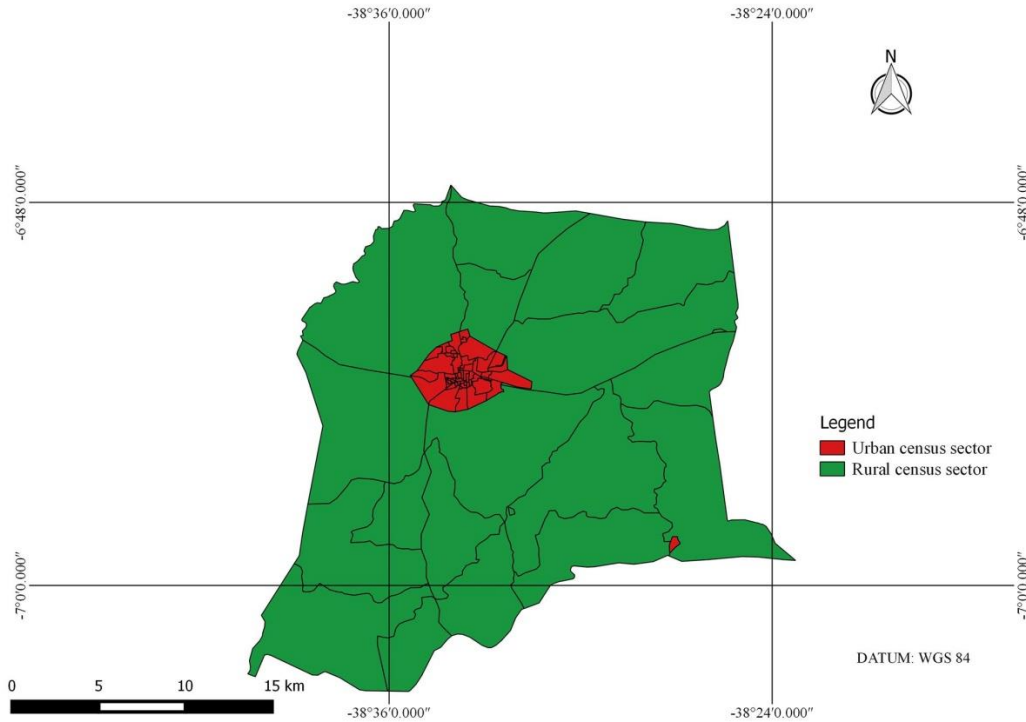 -38°36'0.000" -38°24'0.000"
N
-6°48'0.000" -6°48'0.000"
Legend
Urban census sector
Rural census sector
-7°0'0.000" -7°0'0.000"
DATUM: WGS 84
0 5 10 15 km
-38°36'0.000" -38°24'0.000"